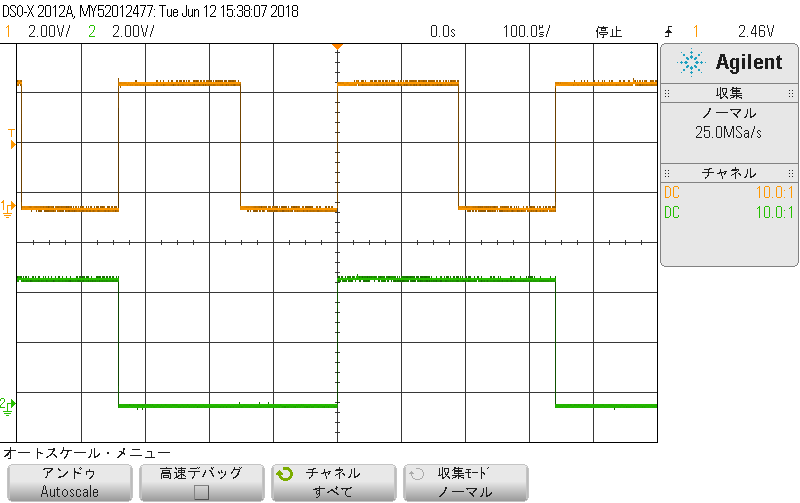 DSO-X 2012A, MY52012477: Tue Jun 12 15:38:07 2018
1 2.00V/ 2 2.00V/ 0.0s 100.0㎲/ 停止 1 2.46V
Agilent
収集
ノーマル
25.0MSa/s
チャネル
DC 10.0:1
DC 10.0:1
T
1
2
オートスケール・メニュー
アンドゥ
Autoscale
高速デバッグ
チャネル
すべて
収集ﾓｰﾄﾞ
ノーマル